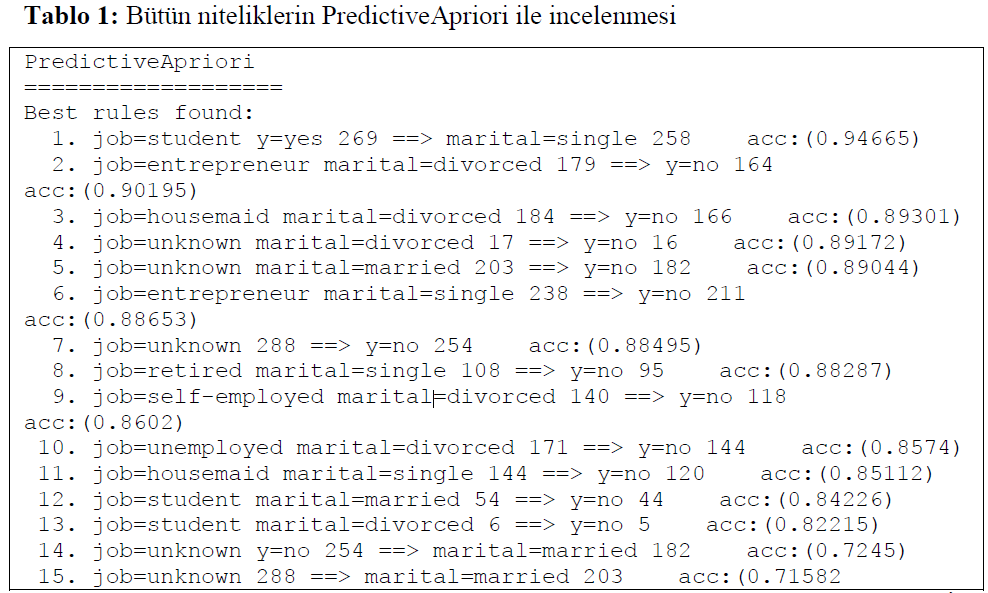 Tablo 1: Bütün niteliklerin PredictiveApriori ile incelenmesi
PredictiveApriori
===================
Best rules found:
1. job=student y=yes 269 ==> marital=single 258 acc:(0.94665)
2. job=entrepreneur marital=divorced 179 ==> y=no 164
acc:(0.90195)
3. job=housemaid marital=divorced 184 ==> y=no 166 acc:(0.89301)
4. job=unknown marital=divorced 17 ==> y=no 16 acc:(0.89172)
5. job=unknown marital=married 203 ==> y=no 182 acc:(0.89044)
6. job=entrepreneur marital=single 238 ==> y=no 211
acc:(0.88653)
7. job=unknown 288 ==> y=no 254 acc:(0.88495)
8. job=retired marital=single 108 ==> y=no 95 acc:(0.88287)
9. job=self-employed marital=divorced 140 ==> y=no 118
acc:(0.8602)
10. job=unemployed marital=divorced 171 ==> y=no 144 acc:(0.8574)
11. job=housemaid marital=single 144 ==> y=no 120 acc:(0.85112)
12. job=student marital=married 54 ==> y=no 44 acc:(0.84226)
13. job=student marital=divorced 6 ==> y=no 5 acc:(0.82215)
14. job=unknown y=no 254 ==> marital=married 182 acc:(0.7245)
15. job=unknown 288 ==> marital=married 203 acc:(0.71582